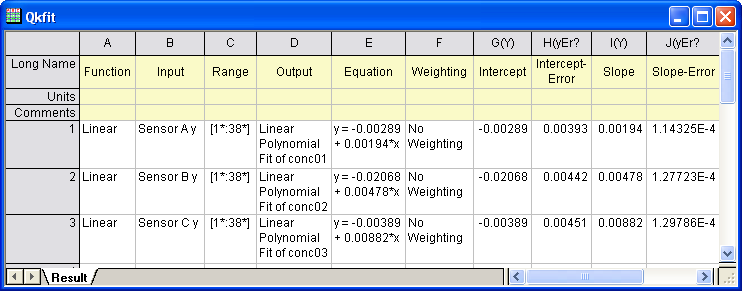 Qkfit
A B C D E F G(Y) H(yEr? I(Y) J(yEr?
Long Name Function Input Range Output Equation Weighting Intercept Intercept-Error Slope Slope-Error
Units
Comments
1 Linear Sensor A y [1*:38*] Linear Polynomial Fit of conc01 y = -0.00289 + 0.00194*x No Weighting -0.00289 0.00393 0.00194 1.14325E-4
2 Linear Sensor B y [1*:38*] Linear Polynomial Fit of conc02 y = -0.02068 + 0.00478*x No Weighting -0.02068 0.00442 0.00478 1.27723E-4
3 Linear Sensor C y [1*:38*] Linear Polynomial Fit of conc03 y = -0.00389 + 0.00882*x No Weighting -0.00389 0.00451 0.00882 1.29786E-4
Result